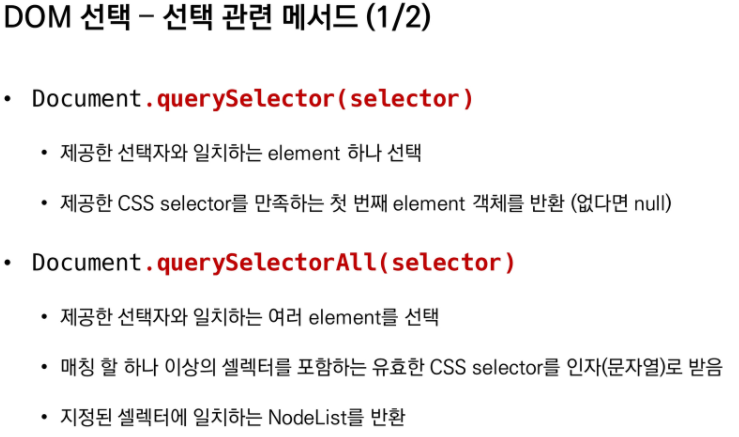 DOM 선택 – 선택 관련 메서드 (1/2)
• Document.querySelector(selector)
• 제공한 선택자와 일치하는 element 하나 선택
• 제공한 CSS selector를 만족하는 첫 번째 element 객체를 반환 (없다면 null)
• Document.querySelectorAll(selector)
• 제공한 선택자와 일치하는 여러 element를 선택
• 매칭 할 하나 이상의 셀렉터를 포함하는 유효한 CSS selector를 인자(문자열)로 받음
• 지정된 셀렉터에 일치하는 NodeList를 반환